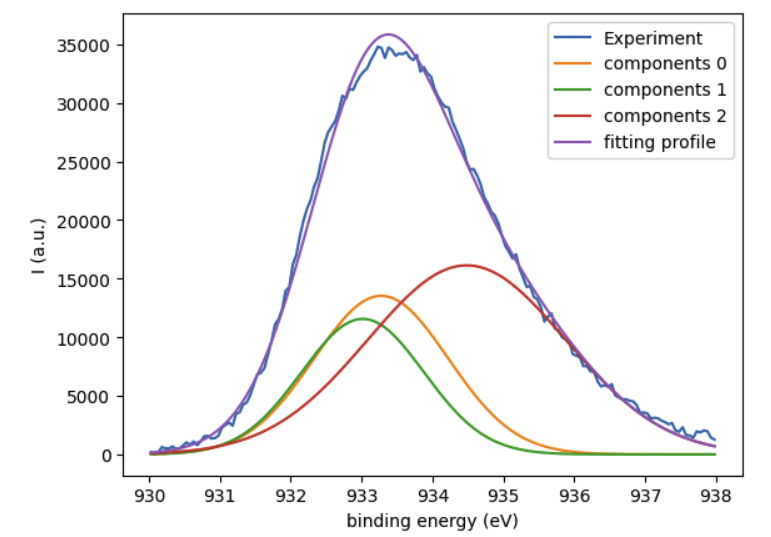 35000
30000
25000
20000
15000
10000
5000
0
I (a.u.)
Experiment
components 0
components 1
components 2
fitting profile
930 931 932 933 934 935 936 937 938
binding energy (eV)